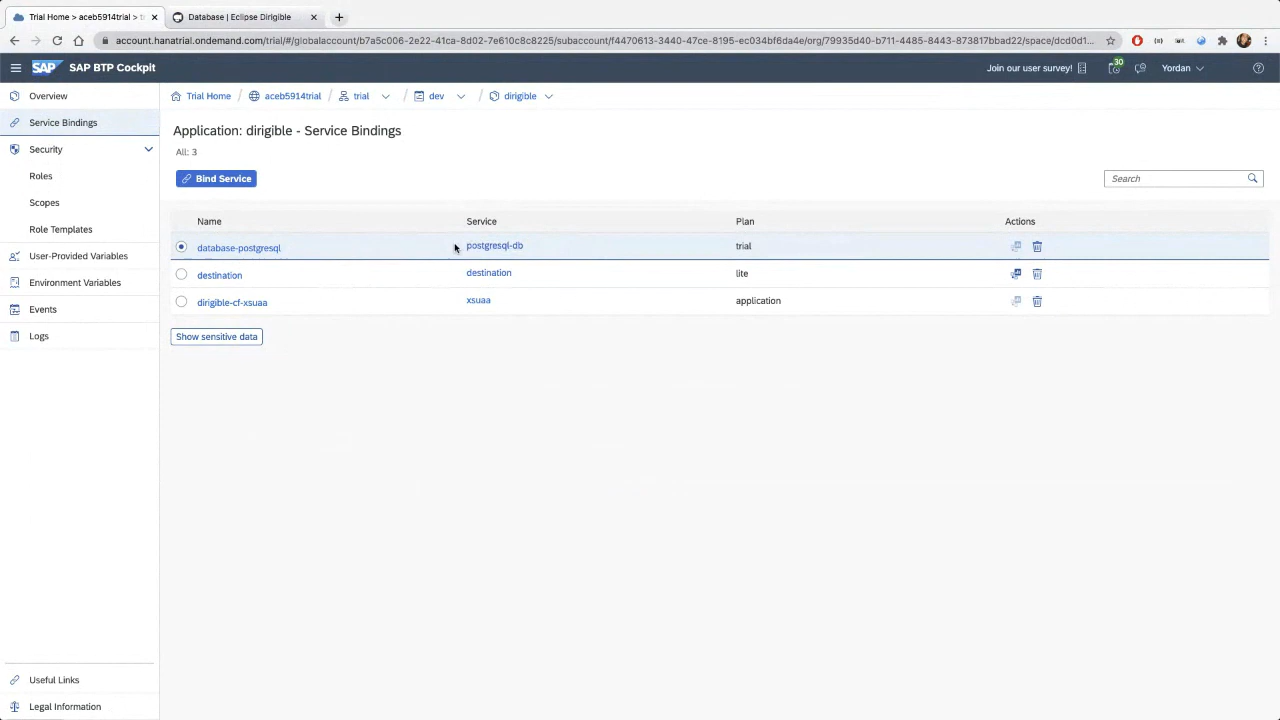 Trial Home > aceb5914trial > t
Database | Eclipse Dirigible
account.hanatrial.ondemand.com/trial/#/globalaccount/b7a5c006-2e22-41ca-8d02-7e610c8c8225/subaccount/f4470613-3440-47ce-8195-ec034bf6da4e/org/79935d40-b711-4485-8443-873817bbad22/space/dcd0d1...
SAP
SAP BTP Cockpit
Join our user survey!
30
Yordan
Overview
Service Bindings
Security
Roles
Scopes
Role Templates
User-Provided Variables
Environment Variables
Events
Logs
Useful Links
Legal Information
Trial Home / aceb5914trial / trial / dev / dirigible
Application: dirigible - Service Bindings
All: 3
Bind Service
Search
Name Service Plan Actions
database-postgresql postgresql-db trial
destination destination lite
dirigible-cf-xsuaa xsuaa application
Show sensitive data